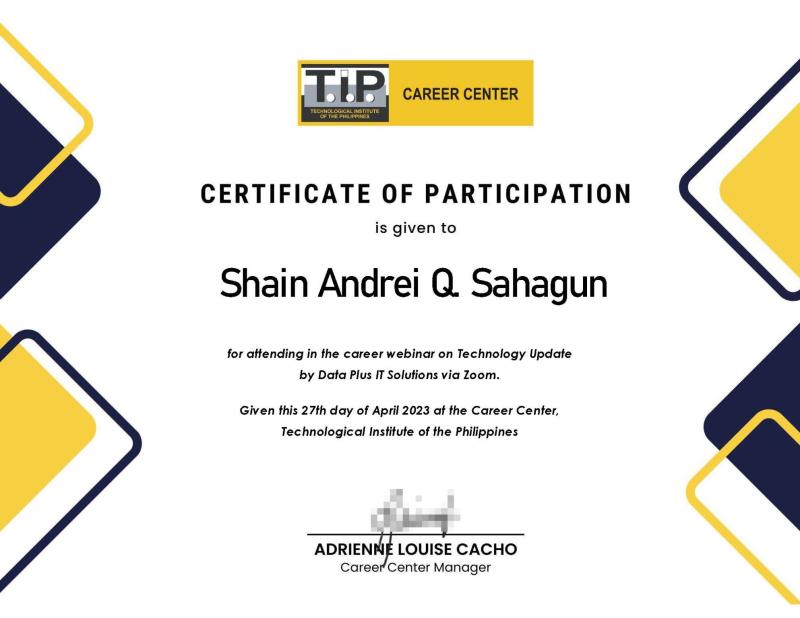 T.I.P
TECHNOLOGICAL INSTITUTE
OF THE PHILIPPINES
CAREER CENTER
CERTIFICATE OF PARTICIPATION
is given to
Shain Andrei Q. Sahagun
for attending in the career webinar on Technology Update
by Data Plus IT Solutions via Zoom.
Given this 27th day of April 2023 at the Career Center,
Technological Institute of the Philippines
ADRIENNE LOUISE CACHO
Career Center Manager